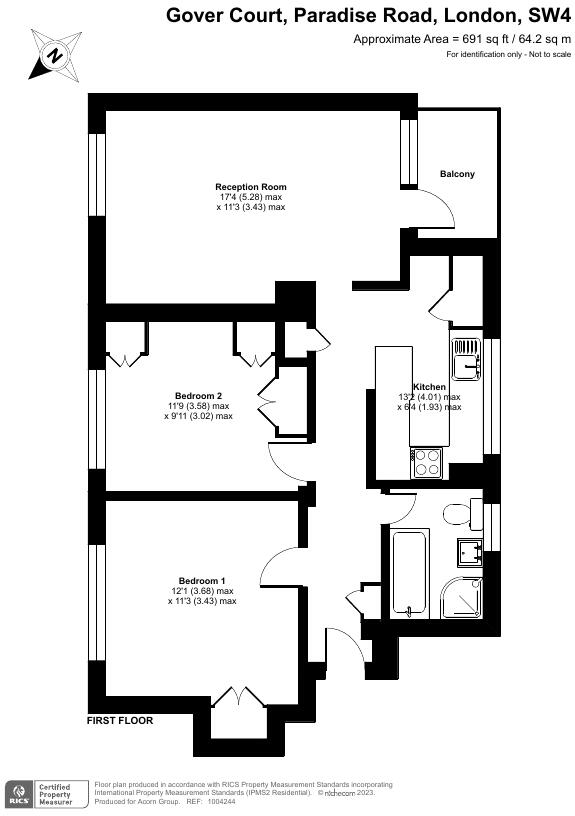 Gover Court, Paradise Road, London, SW4
Approximate Area = 691 sq ft / 64.2 sq m
For identification only - Not to scale
N
Balcony
Reception Room
17'4 (5.28) max
x 11'3 (3.43) max
Kitchen
13'2 (4.01) max
x 6'4 (1.93) max
Bedroom 2
11'9 (3.58) max
x 9'11 (3.02) max
Bedroom 1
12'1 (3.68) max
x 11'3 (3.43) max
FIRST FLOOR
RICS
Certified
Property
Measurer
Floor plan produced in accordance with RICS Property Measurement Standards incorporating
International Property Measurement Standards (IPMS2 Residential). © nichecom 2023.
Produced for Acorn Group. REF: 1004244